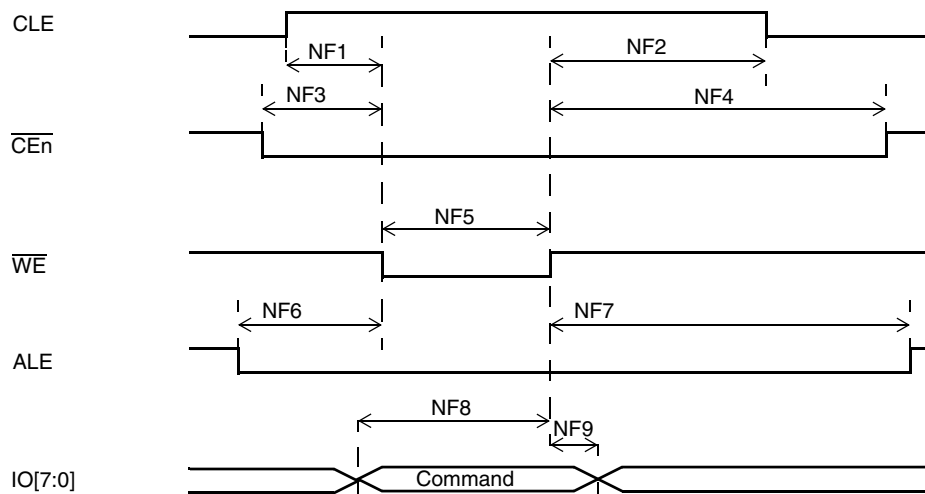 CLE
NF1
NF2
NF3
NF4
CEn
NF5
WE
NF6
NF7
ALE
NF8
NF9
IO[7:0]
Command